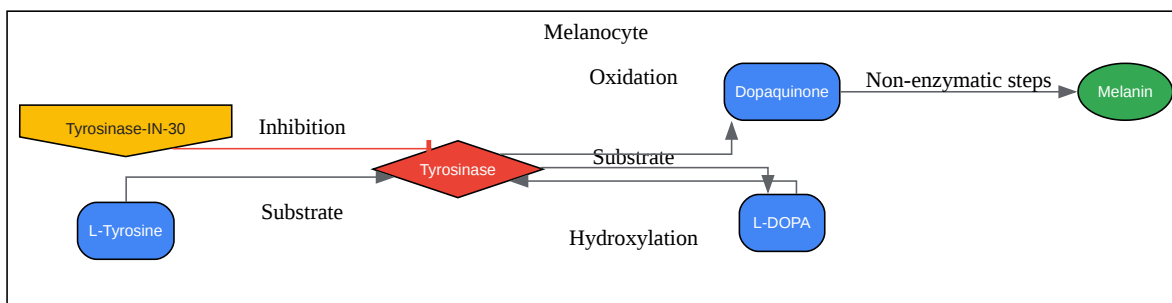 Melanocyte
Oxidation
Dopaquinone
Non-enzymatic steps
Melanin
Tyrosinase-IN-30
Inhibition
Tyrosinase
Substrate
L-Tyrosine
Substrate
Hydroxylation
L-DOPA